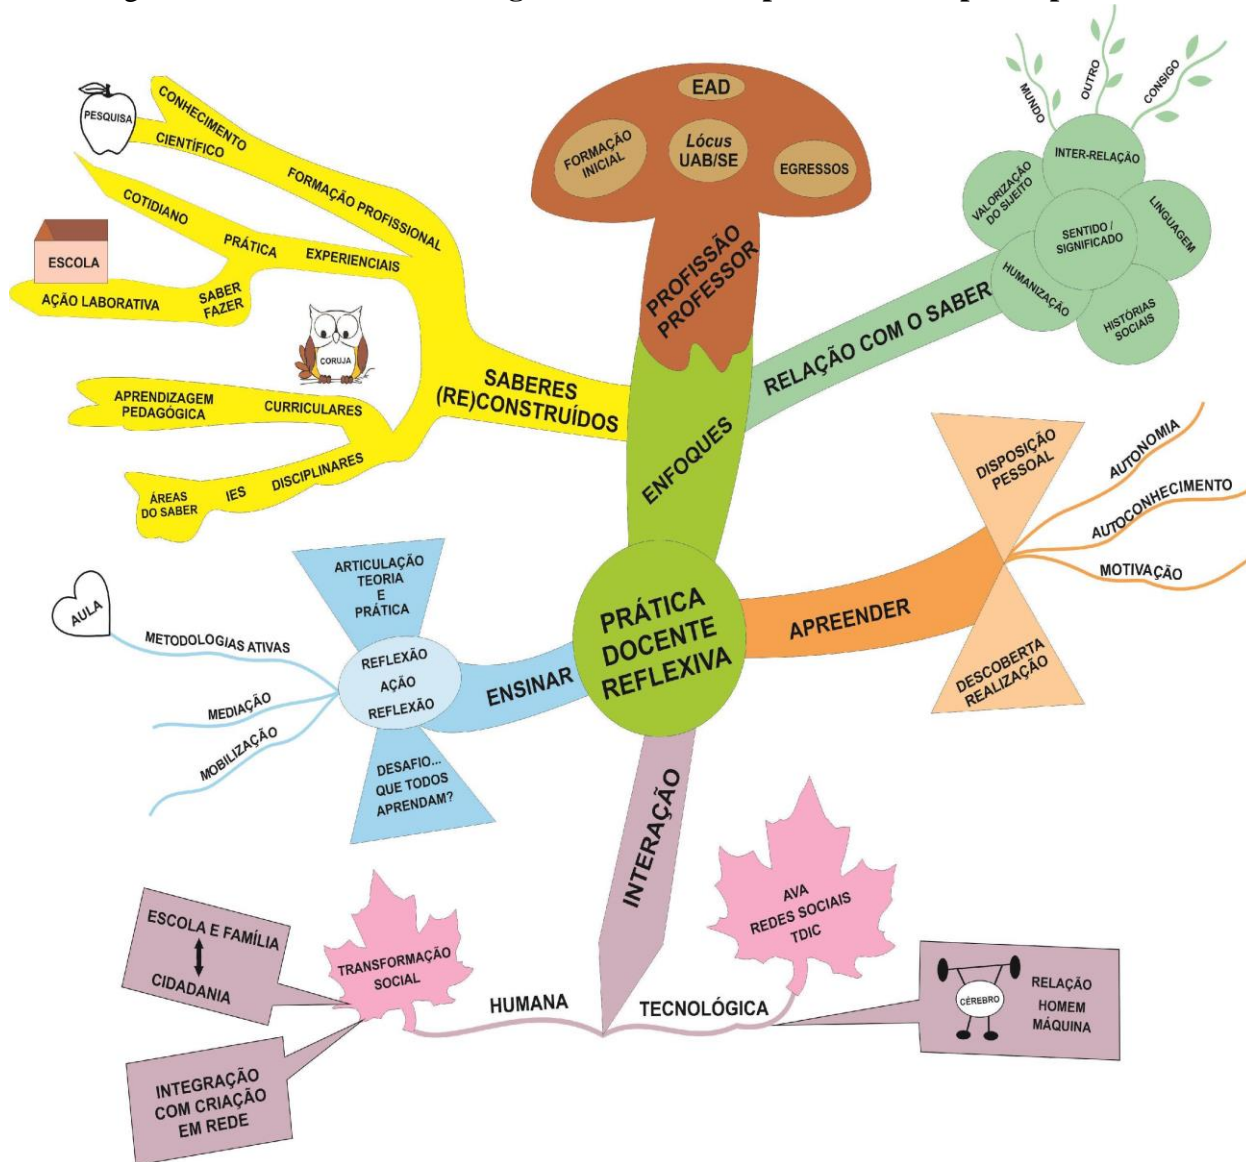 EAD
FORMAÇÃO
INICIAL
Lócus
UAB/SE
EGRESSOS
PROFISSÃO
PROFESSOR
ENFOQUES
PRÁTICA
DOCENTE
REFLEXIVA
PESQUISA
CONHECIMENTO
CIENTÍFICO
FORMAÇÃO PROFISSIONAL
COTIDIANO
PRÁTICA
EXPERIENCIAIS
ESCOLA
AÇÃO LABORATIVA
SABER
FAZER
CORUJA
SABERES
(RE)CONSTRUÍDOS
APRENDIZAGEM
PEDAGÓGICA
CURRICULARES
DISCIPLINARES
IES
ÁREAS
DO SABER
MUNDO
OUTRO
CONSIGO
INTER-RELAÇÃO
VALORIZAÇÃO
DO SIJEITO
LINGUAGEM
SENTIDO /
SIGNIFICADO
HUMANIZAÇÃO
HISTÓRIAS
SOCIAIS
RELAÇÃO COM O SABER
DISPOSIÇÃO
PESSOAL
AUTONOMIA
AUTOCONHECIMENTO
MOTIVAÇÃO
APREENDER
DESCOBERTA
REALIZAÇÃO
ARTICULAÇÃO
TEORIA
E
PRÁTICA
AULA
METODOLOGIAS ATIVAS
MEDIAÇÃO
MOBILIZAÇÃO
REFLEXÃO
AÇÃO
REFLEXÃO
ENSINAR
DESAFIO...
QUE TODOS
APRENDAM?
INTERAÇÃO
HUMANA
TECNOLÓGICA
AVA
REDES SOCIAIS
TDIC
TRANSFORMAÇÃO
SOCIAL
ESCOLA E FAMÍLIA
CIDADANIA
INTEGRAÇÃO
COM CRIAÇÃO
EM REDE
CÉREBRO
RELAÇÃO
HOMEM
MÁQUINA